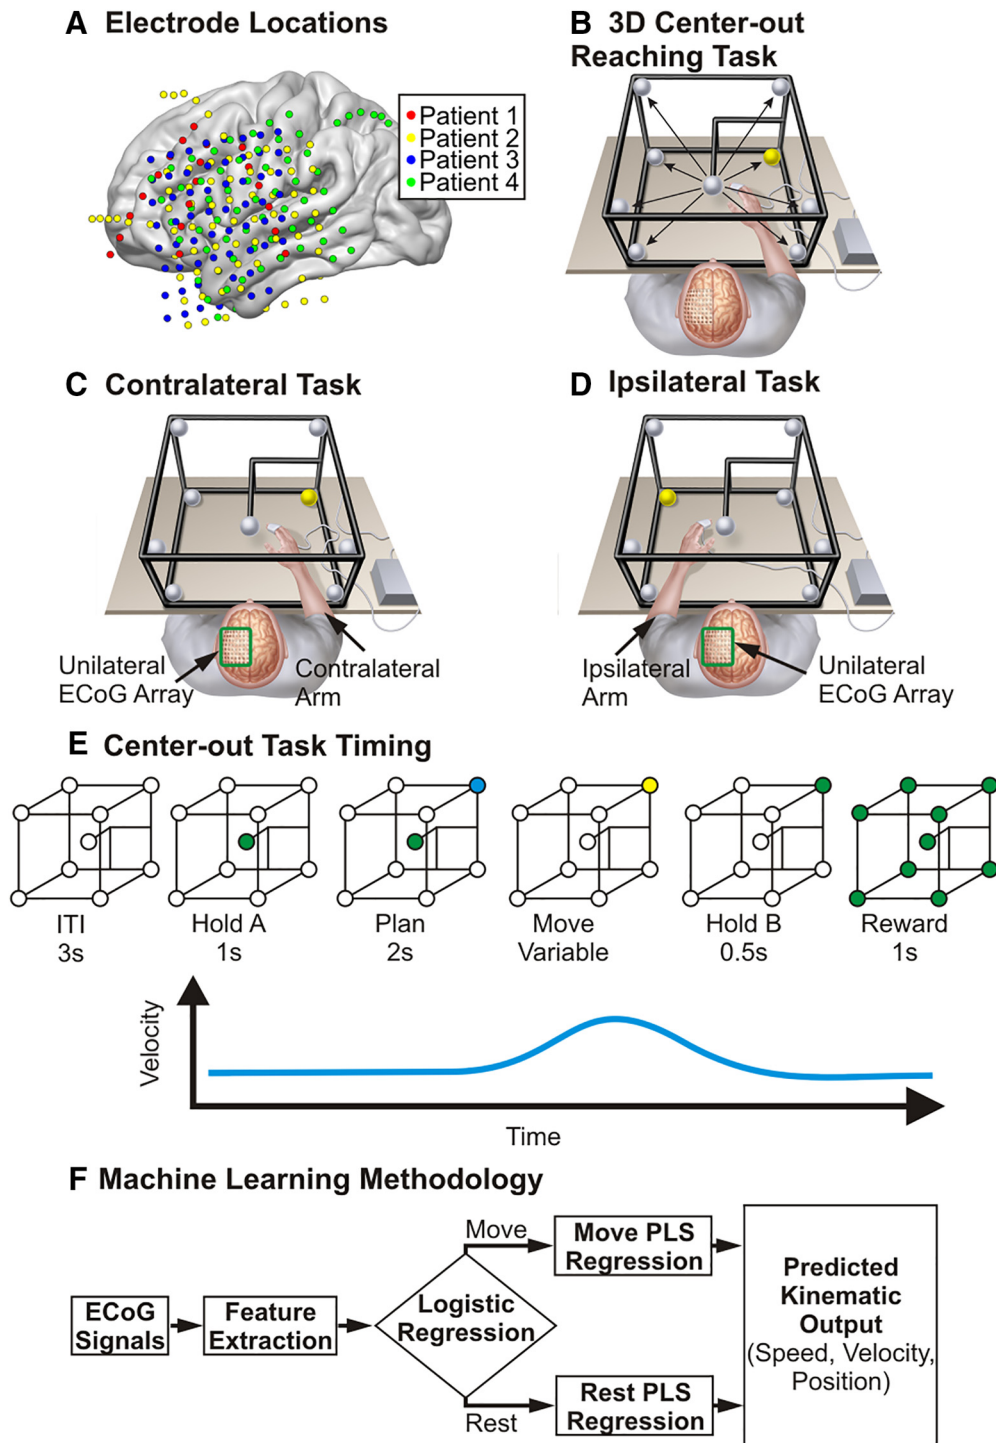 A Electrode Locations
Patient 1
Patient 2
Patient 3
Patient 4
B 3D Center-out
Reaching Task
C Contralateral Task
Unilateral
ECoG Array
Contralateral
Arm
D Ipsilateral Task
Ipsilateral
Arm
Unilateral
ECoG Array
E Center-out Task Timing
ITI
3s
Hold A
1s
Plan
2s
Move
Variable
Hold B
0.5s
Reward
1s
Velocity
Time
F Machine Learning Methodology
ECoG
Signals
Feature
Extraction
Logistic
Regression
Move
Move PLS
Regression
Rest
Rest PLS
Regression
Predicted
Kinematic
Output
(Speed, Velocity,
Position)